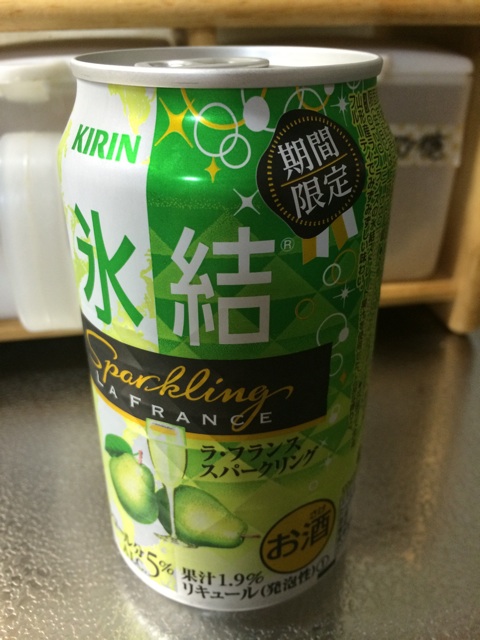 KIRIN
期間
限定
氷結®
Sparkling
LA FRANCE
ラ・フランス
スパークリング
お酒
5%
果汁1.9%
リキュール(発泡性)①